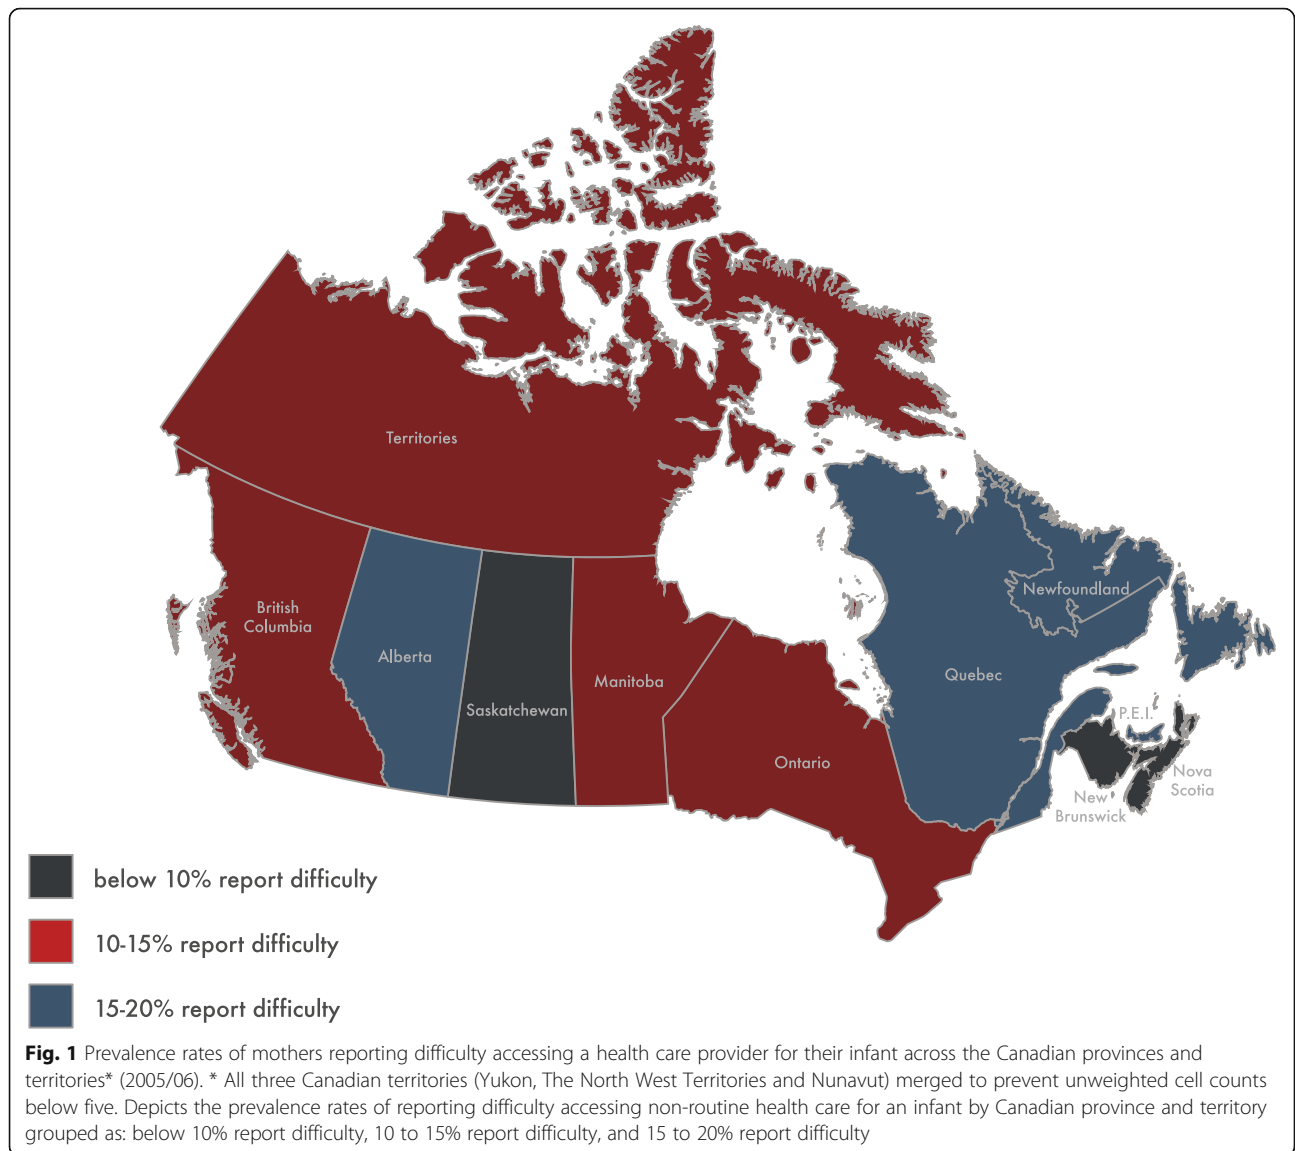 Territories
British
Columbia
Alberta
Saskatchewan
Manitoba
Ontario
Quebec
Newfoundland
P.E.I.
Nova
Scotia
New
Brunswick
below 10% report difficulty
10-15% report difficulty
15-20% report difficulty
Fig. 1 Prevalence rates of mothers reporting difficulty accessing a health care provider for their infant across the Canadian provinces and
territories* (2005/06). * All three Canadian territories (Yukon, The North West Territories and Nunavut) merged to prevent unweighted cell counts
below five. Depicts the prevalence rates of reporting difficulty accessing non-routine health care for an infant by Canadian province and territory
grouped as: below 10% report difficulty, 10 to 15% report difficulty, and 15 to 20% report difficulty